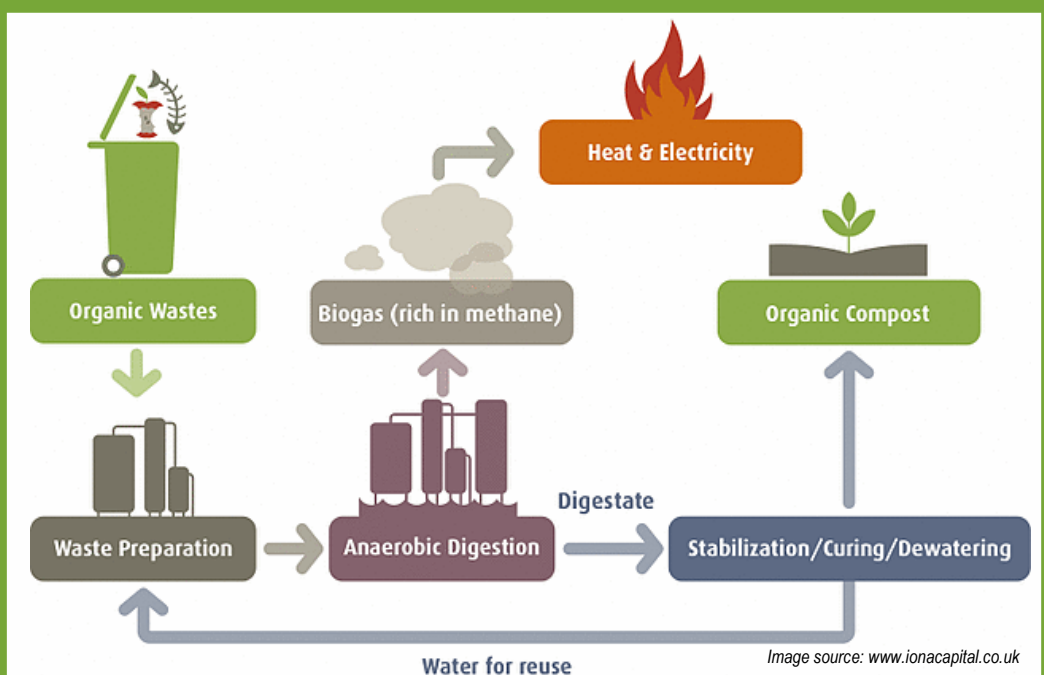 Heat & Electricity
Organic Wastes
Biogas (rich in methane)
Organic Compost
Digestate
Waste Preparation
Anaerobic Digestion
Stabilization/Curing/Dewatering
Water for reuse
Image source: www.ionacapital.co.uk